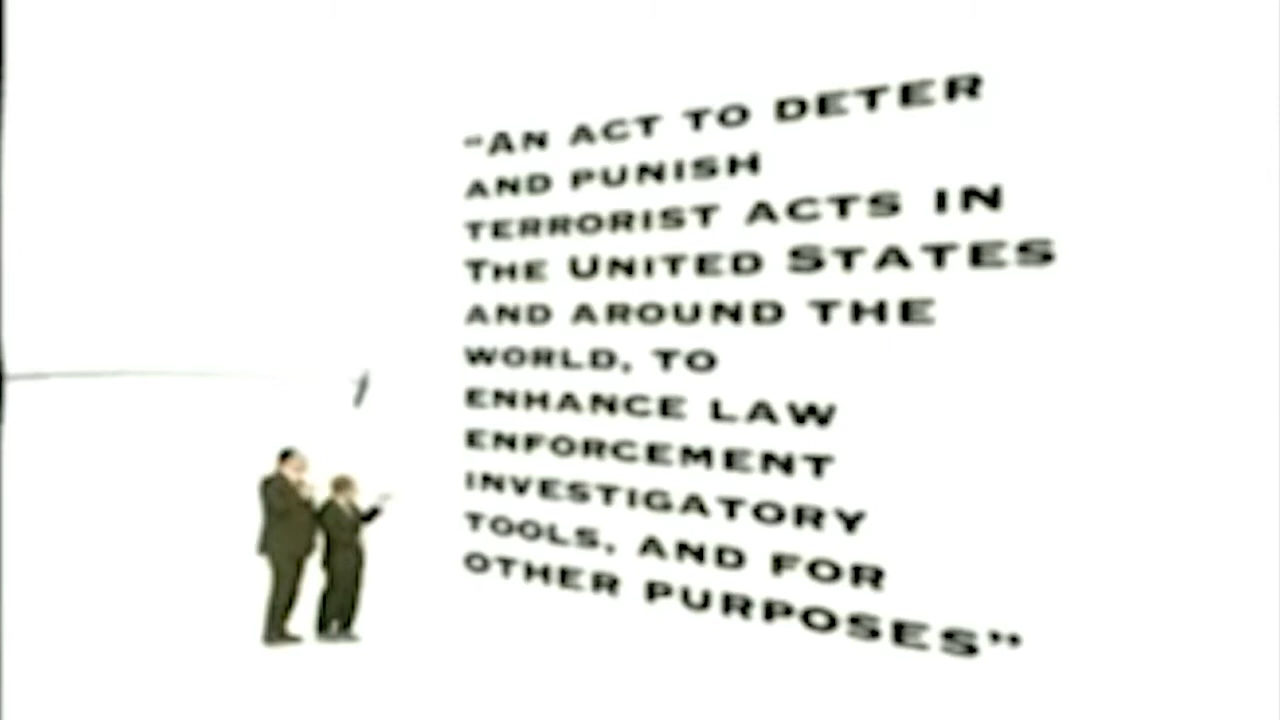 “An act to deter
and punish
terrorist acts in
the United States
and around the
world, to
enhance law
enforcement
investigatory
tools, and for
other purposes”